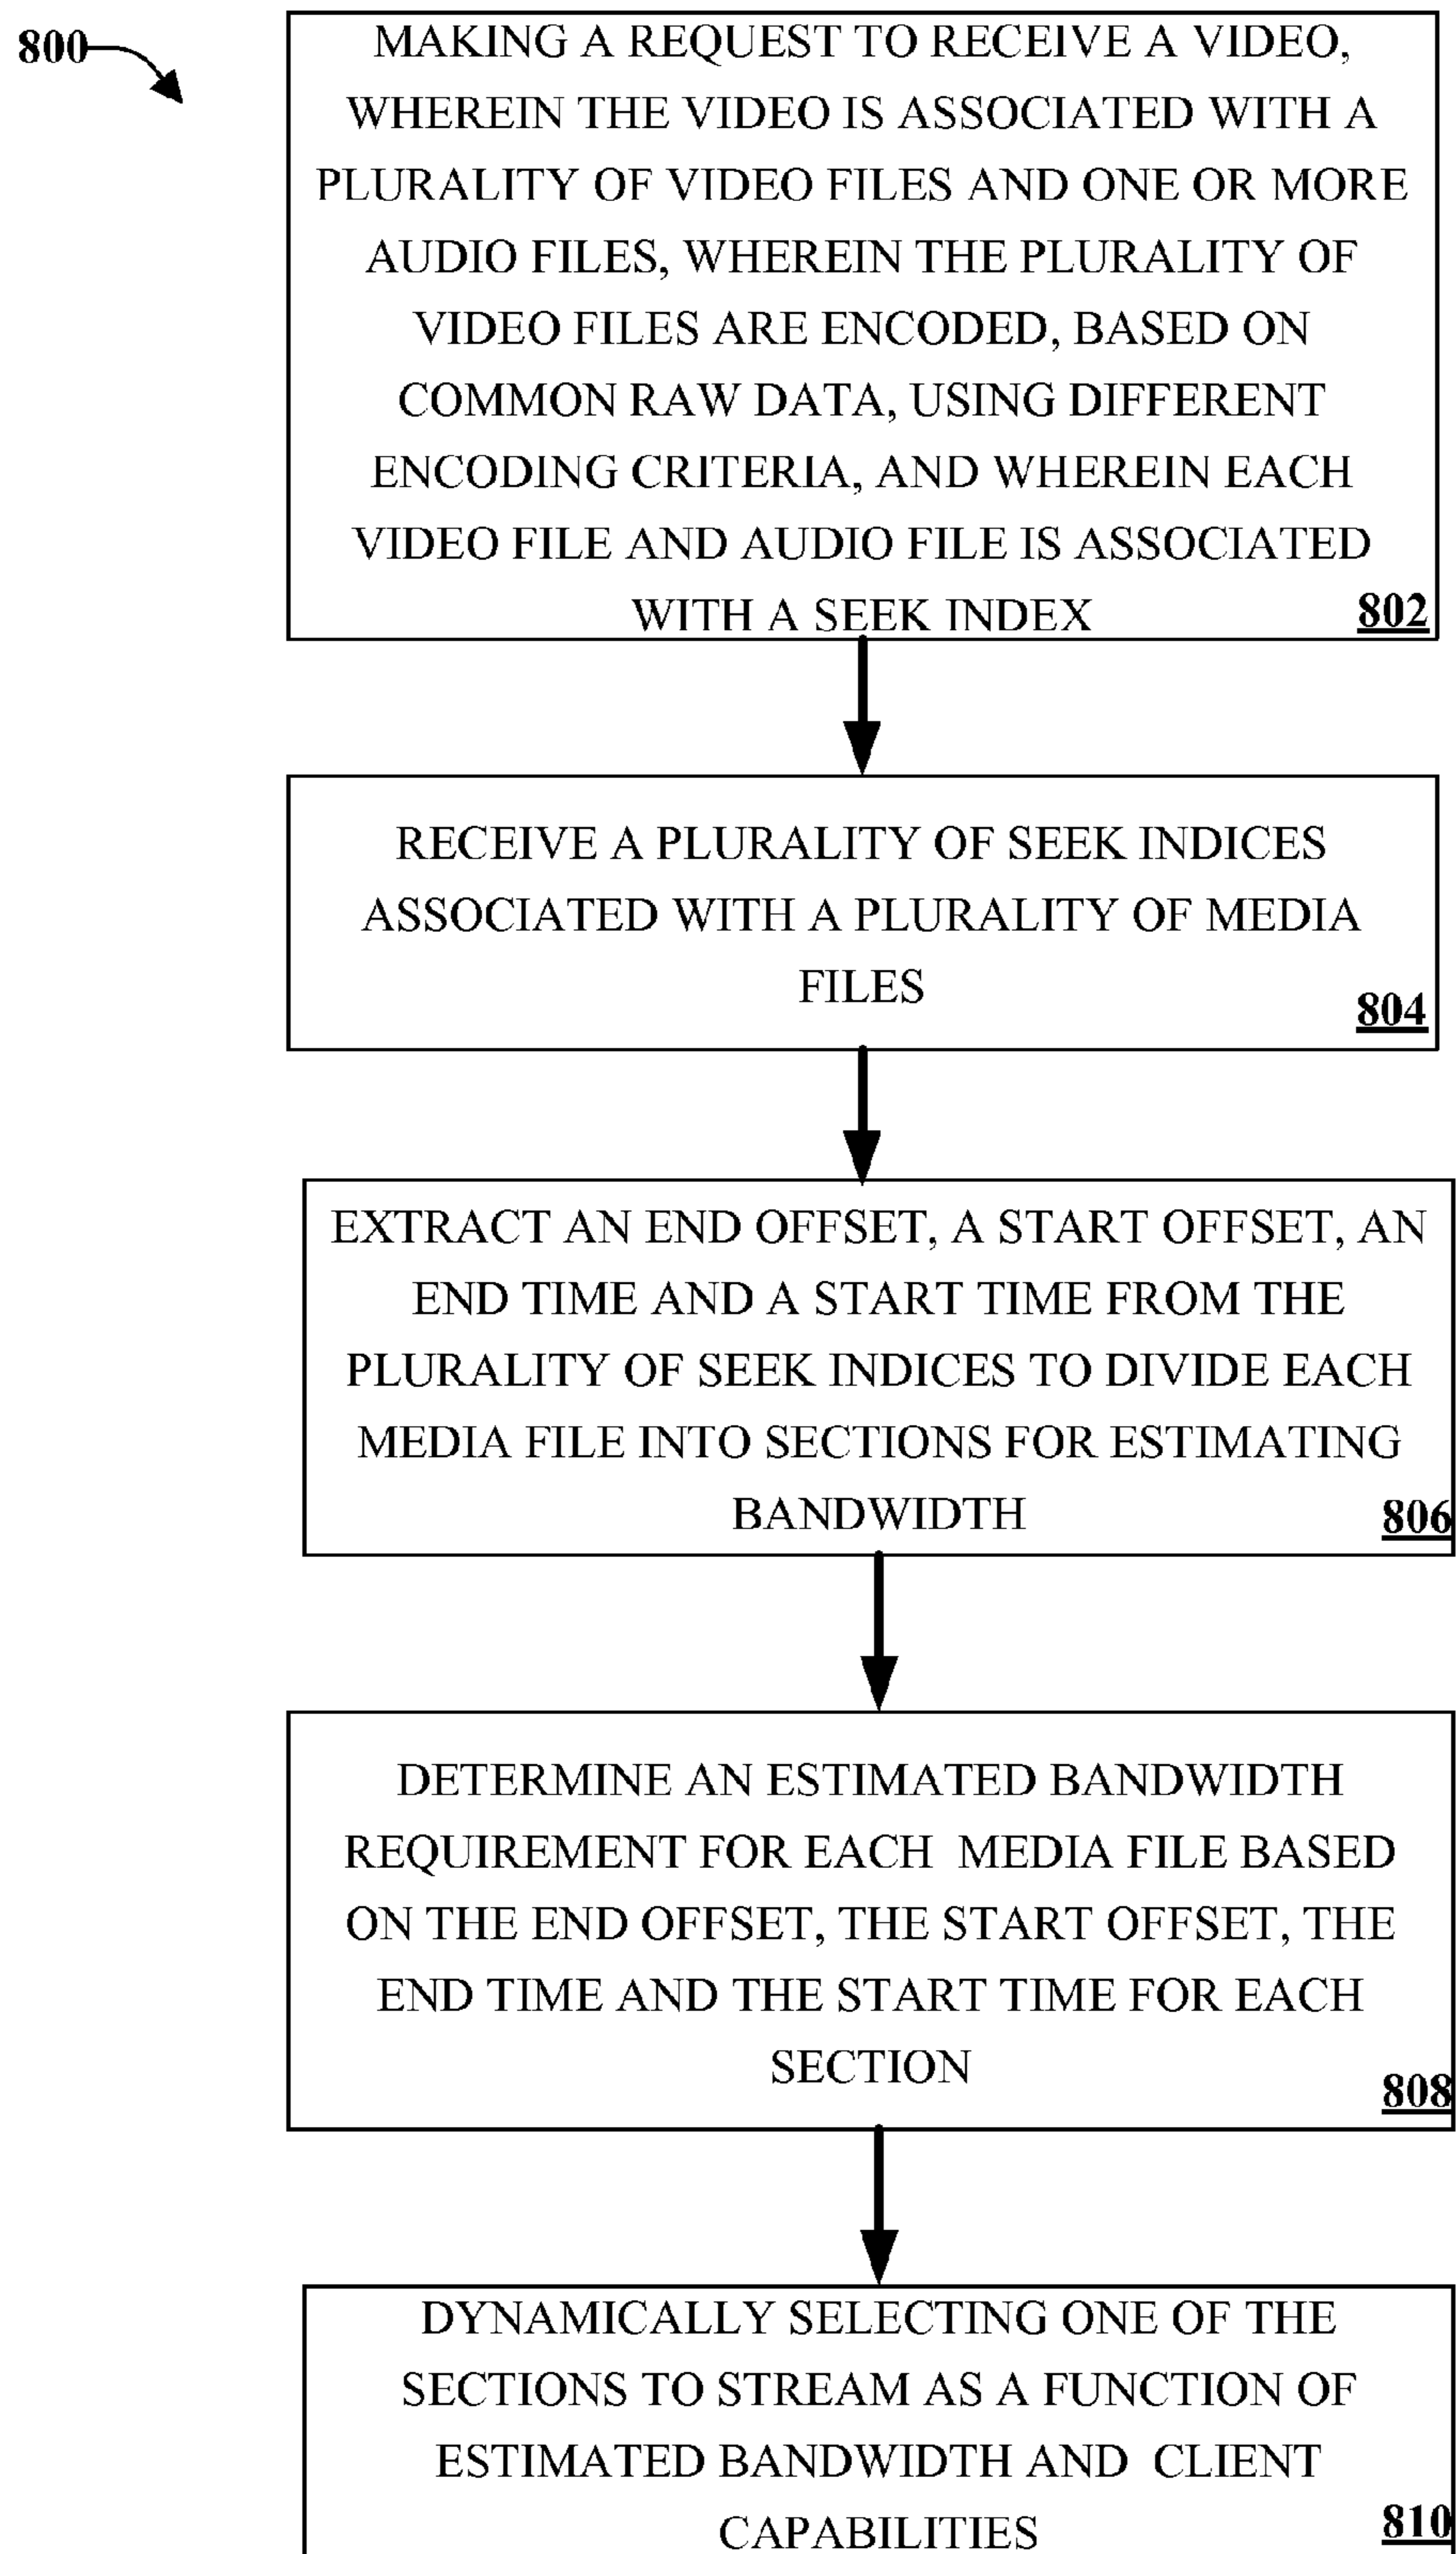 800
MAKING A REQUEST TO RECEIVE A VIDEO,
WHEREIN THE VIDEO IS ASSOCIATED WITH A
PLURALITY OF VIDEO FILES AND ONE OR MORE
AUDIO FILES, WHEREIN THE PLURALITY OF
VIDEO FILES ARE ENCODED, BASED ON
COMMON RAW DATA, USING DIFFERENT
ENCODING CRITERIA, AND WHEREIN EACH
VIDEO FILE AND AUDIO FILE IS ASSOCIATED
WITH A SEEK INDEX
802
RECEIVE A PLURALITY OF SEEK INDICES
ASSOCIATED WITH A PLURALITY OF MEDIA
FILES
804
EXTRACT AN END OFFSET, A START OFFSET, AN
END TIME AND A START TIME FROM THE
PLURALITY OF SEEK INDICES TO DIVIDE EACH
MEDIA FILE INTO SECTIONS FOR ESTIMATING
BANDWIDTH
806
DETERMINE AN ESTIMATED BANDWIDTH
REQUIREMENT FOR EACH MEDIA FILE BASED
ON THE END OFFSET, THE START OFFSET, THE
END TIME AND THE START TIME FOR EACH
SECTION
808
DYNAMICALLY SELECTING ONE OF THE
SECTIONS TO STREAM AS A FUNCTION OF
ESTIMATED BANDWIDTH AND CLIENT
CAPABILITIES
810